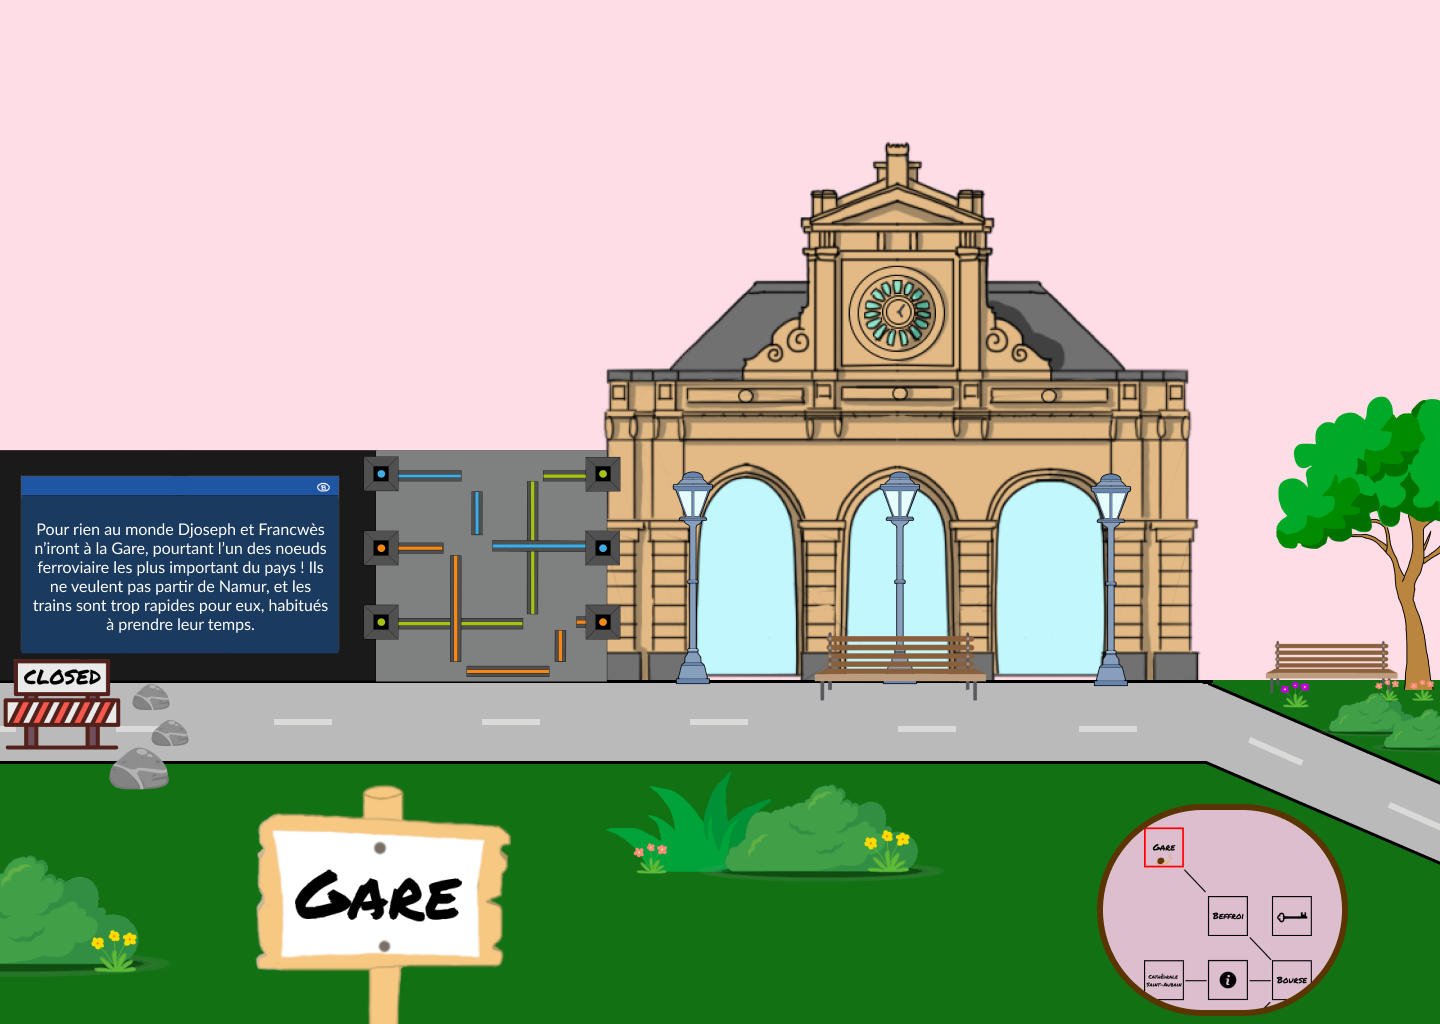 B
Pour rien au monde Djoseph et Francwès
n'iront à la Gare, pourtant l'un des noeuds
ferroviaire les plus important du pays ! Ils
ne veulent pas partir de Namur, et les
trains sont trop rapides pour eux, habitués
à prendre leur temps.
CLOSED
GARE
GARE
BEFFROI
CATHÉDRALE
SAINT-AUBAIN
i
BOURSE